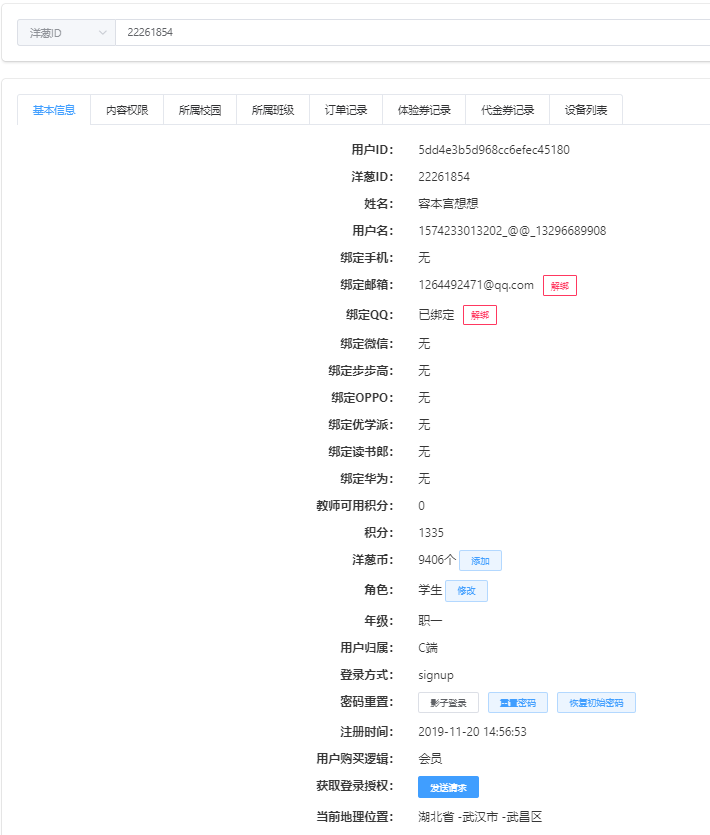 洋葱ID 22261854
基本信息 内容权限 所属校园 所属班级 订单记录 体验券记录 代金券记录 设备列表
用户ID: 5dd4e3b5d968cc6efec45180
洋葱ID: 22261854
姓名: 容本宫想想
用户名: 1574233013202_@@_13296689908
绑定手机: 无
绑定邮箱: 1264492471@qq.com 解绑
绑定QQ: 已绑定 解绑
绑定微信: 无
绑定步步高: 无
绑定OPPO: 无
绑定优学派: 无
绑定读书郎: 无
绑定华为: 无
教师可用积分: 0
积分: 1335
洋葱币: 9406个 添加
角色: 学生 修改
年级: 职一
用户归属: C端
登录方式: signup
密码重置: 影子登录 重置密码 恢复初始密码
注册时间: 2019-11-20 14:56:53
用户购买逻辑: 会员
获取登录授权: 发送请求
当前地理位置: 湖北省 -武汉市 -武昌区